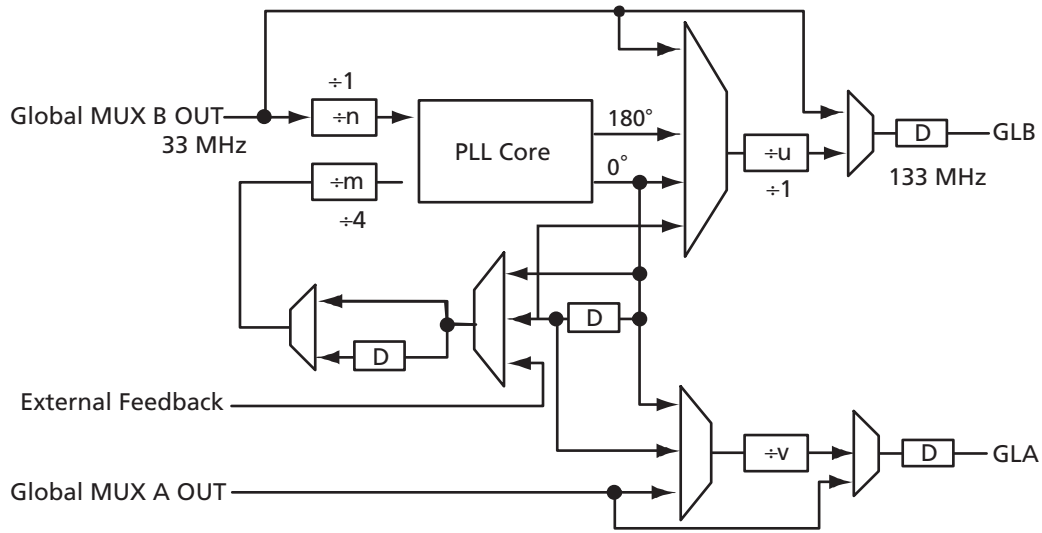 ÷1
Global MUX B OUT
÷n
33 MHz
PLL Core
180°
0°
÷u
÷1
D
GLB
133 MHz
÷m
÷4
D
D
External Feedback
÷v
D
GLA
Global MUX A OUT